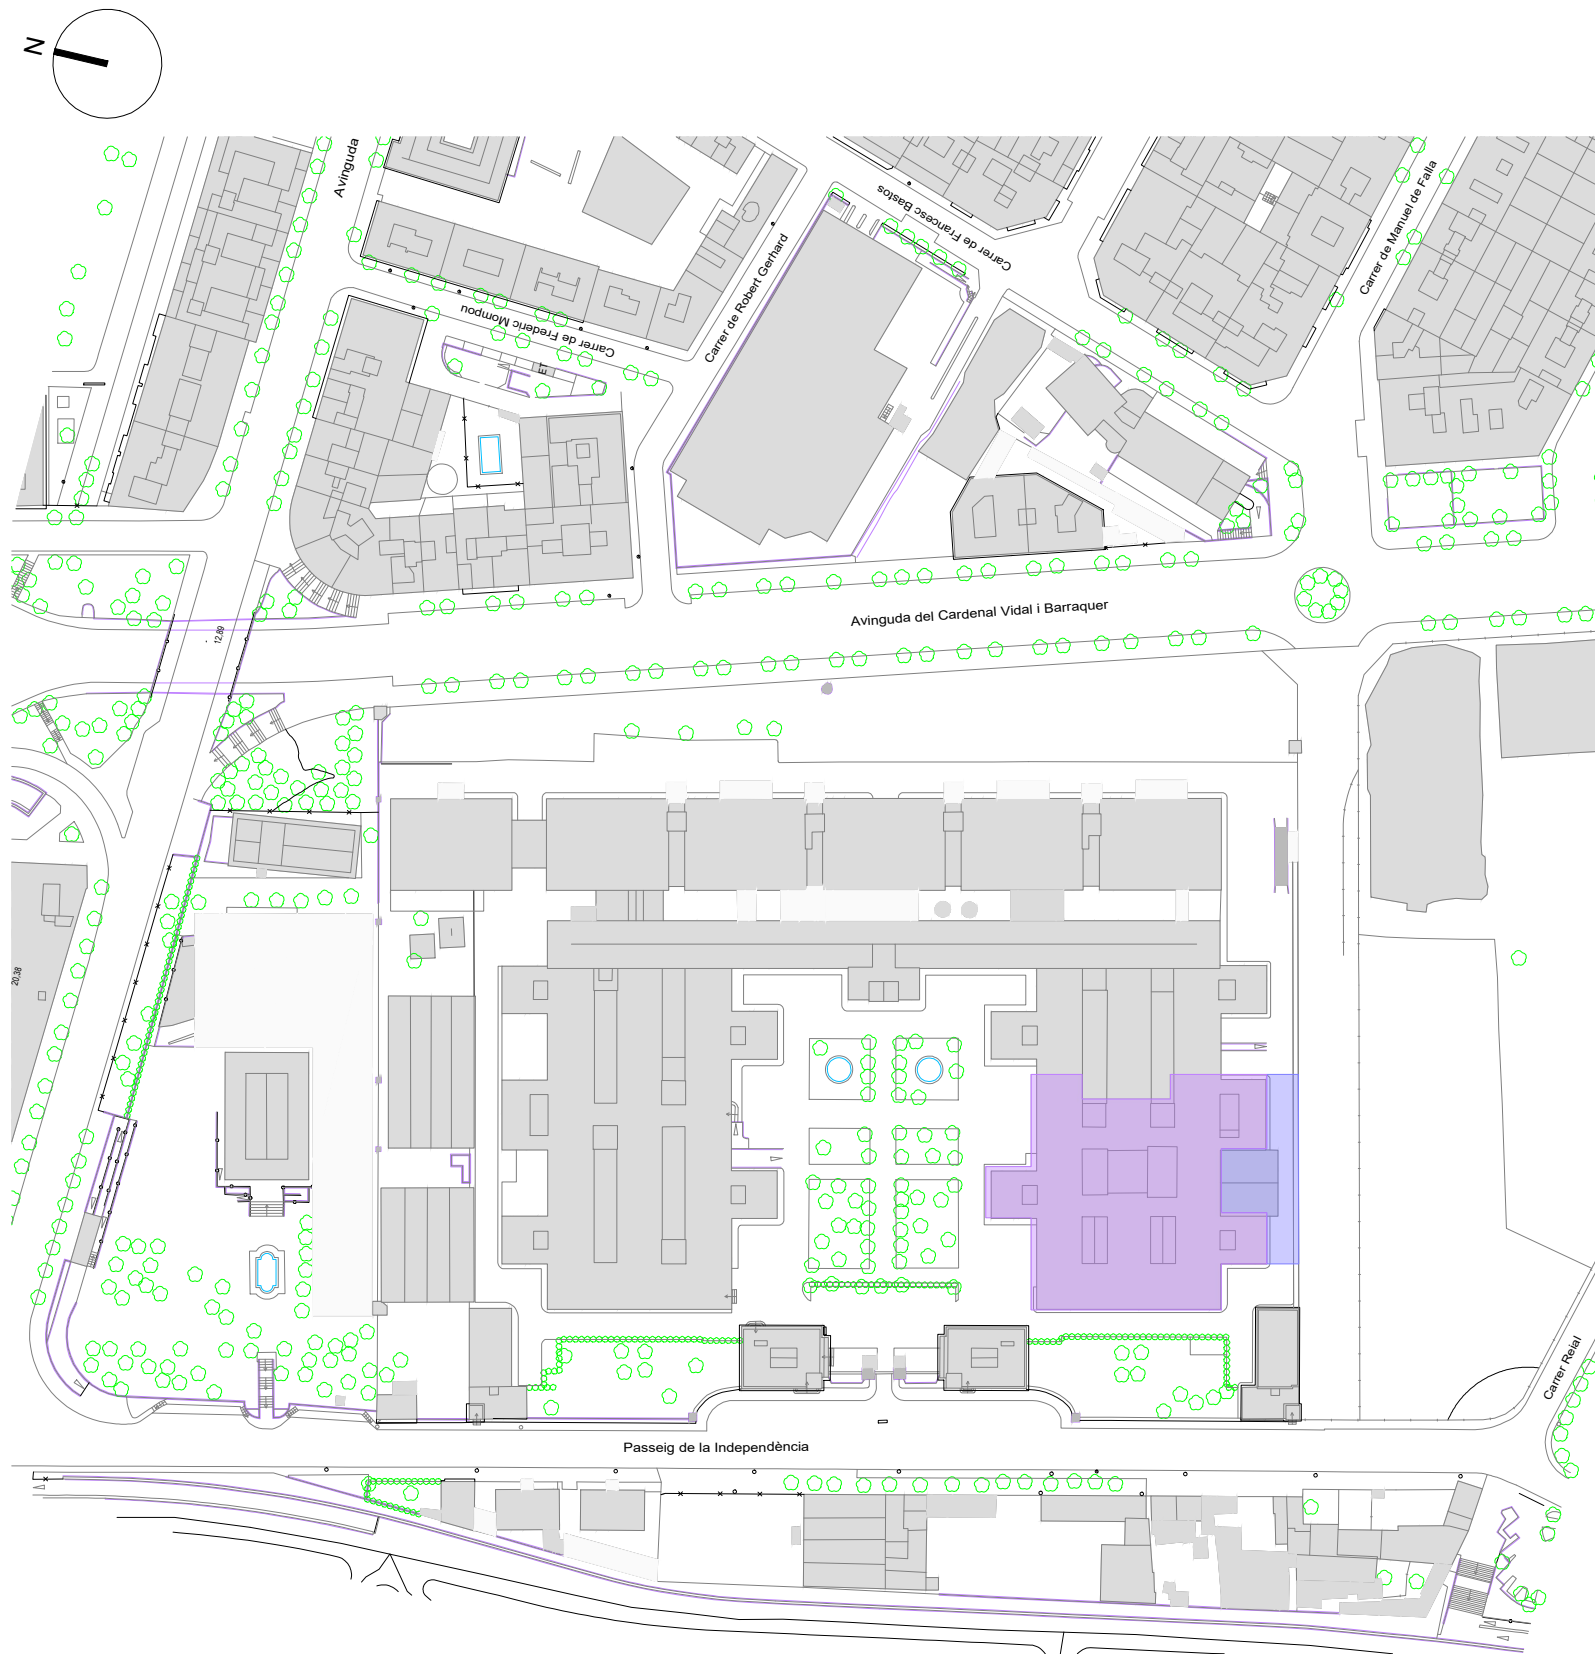 N
Avinguda
Carrer de Francesc Bastos
Carrer de Manuel de Falla
Carrer de Robert Gerhard
Carrer de Frederic Mompou
ET
Avinguda del Cardenal Vidal i Barraquer
12,89
20,38
Carrer Reial
Passeig de la Independència